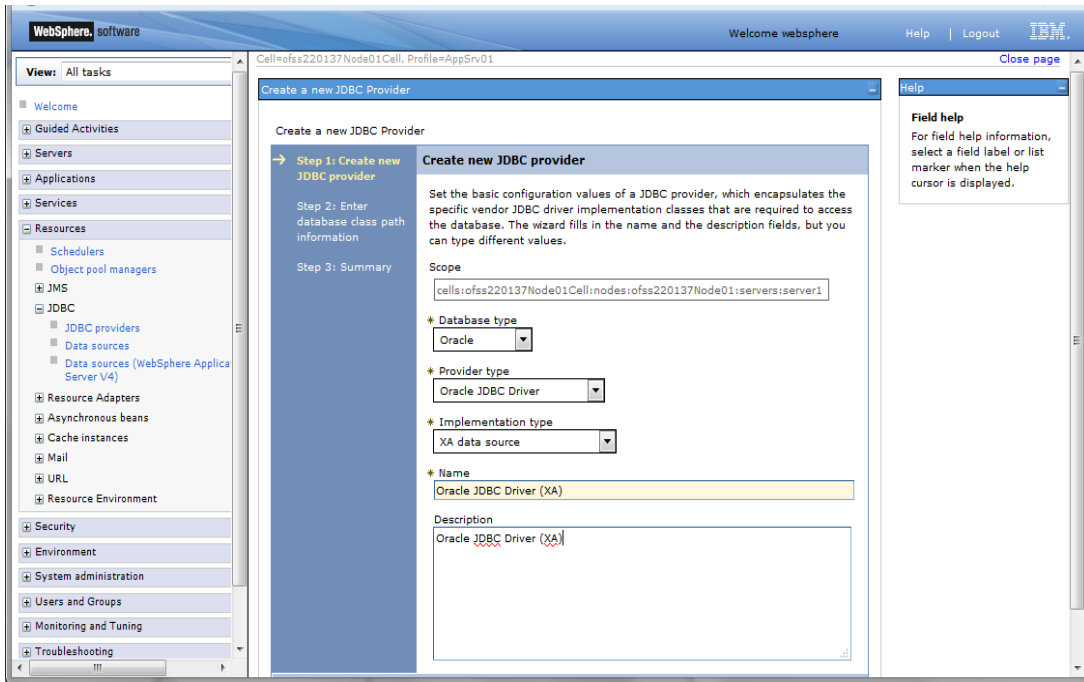 WebSphere. software
Welcome websphere
Help | Logout
IBM.
View: All tasks
Welcome
Guided Activities
Servers
Applications
Services
Resources
Schedulers
Object pool managers
JMS
JDBC
JDBC providers
Data sources
Data sources (WebSphere Applica
Server V4)
Resource Adapters
Asynchronous beans
Cache instances
Mail
URL
Resource Environment
Security
Environment
System administration
Users and Groups
Monitoring and Tuning
Troubleshooting
Cell=ofss220137Node01Cell, Profile=AppSrv01
Close page
Create a new JDBC Provider
Create a new JDBC Provider
Step 1: Create new
JDBC provider
Step 2: Enter
database class path
information
Step 3: Summary
Create new JDBC provider
Set the basic configuration values of a JDBC provider, which encapsulates the
specific vendor JDBC driver implementation classes that are required to access
the database. The wizard fills in the name and the description fields, but you
can type different values.
Scope
cells:ofss220137Node01Cell:nodes:ofss220137Node01:servers:server1
* Database type
Oracle
* Provider type
Oracle JDBC Driver
* Implementation type
XA data source
* Name
Oracle JDBC Driver (XA)
Description
Oracle JDBC Driver (XA)
Help
Field help
For field help information,
select a field label or list
marker when the help
cursor is displayed.